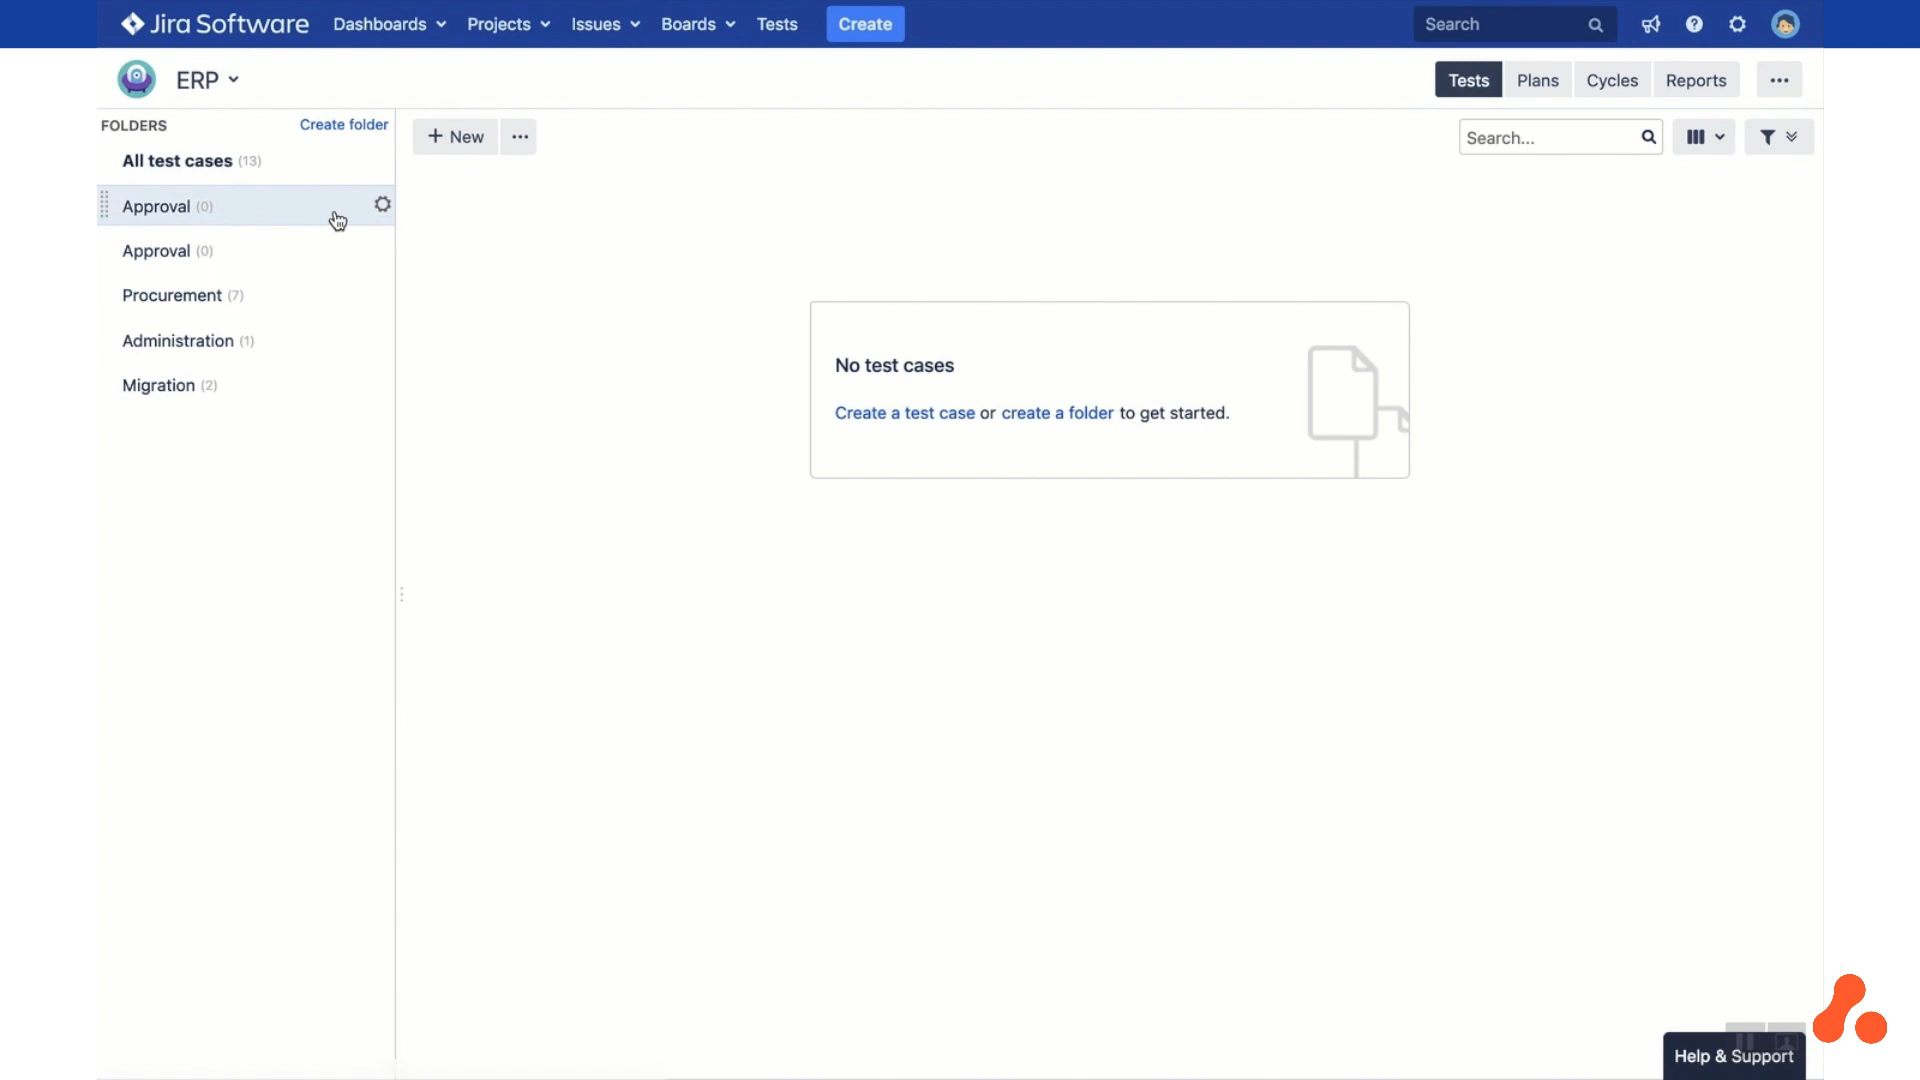 Jira Software Dashboards Projects Issues Boards Tests Create Search
ERP Tests Plans Cycles Reports
FOLDERS Create folder
+ New Search...
All test cases (13)
Approval (0)
Approval (0)
Procurement (7)
Administration (1)
Migration (2)
No test cases
Create a test case or create a folder to get started.
Help & Support